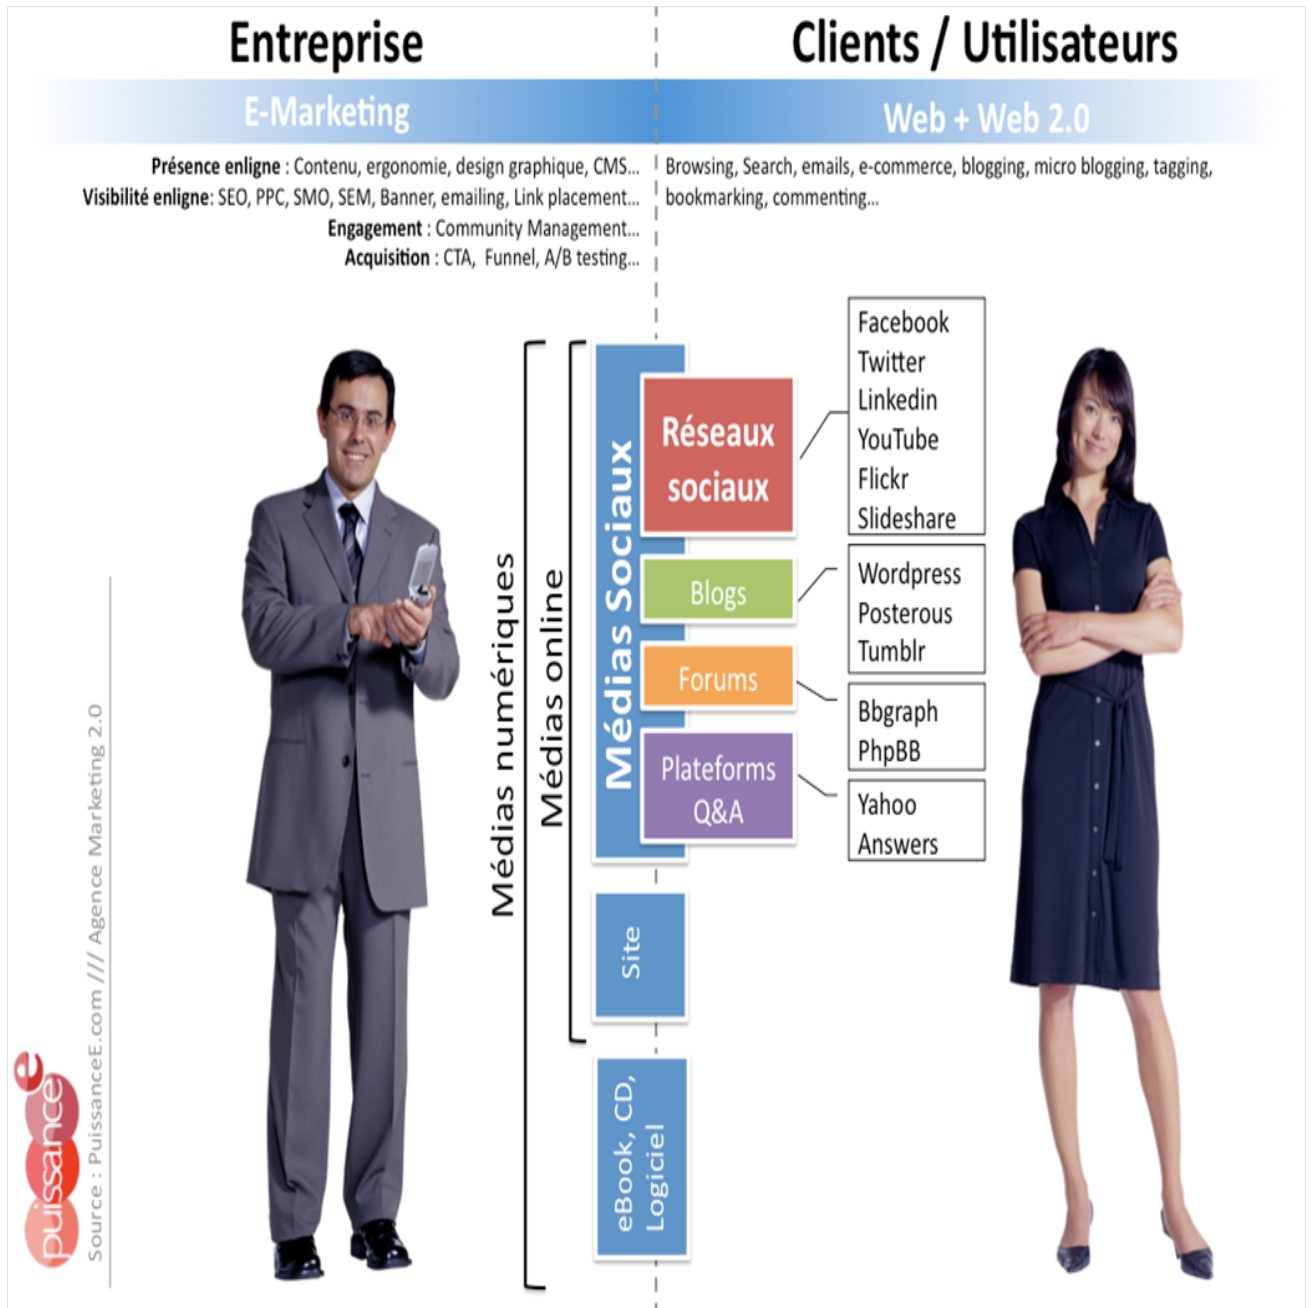 Entreprise
Clients / Utilisateurs
E-Marketing
Web + Web 2.0
Présence enligne : Contenu, ergonomie, design graphique, CMS...
Visibilité enligne: SEO, PPC, SMO, SEM, Banner, emailing, Link placement...
Engagement : Community Management...
Acquisition : CTA, Funnel, A/B testing...
Browsing, Search, emails, e-commerce, blogging, micro blogging, tagging,
bookmarking, commenting...
Médias numériques
Médias online
Médias Sociaux
Réseaux
sociaux
Facebook
Twitter
Linkedin
YouTube
Flickr
Slideshare
Blogs
Wordpress
Posterous
Tumblr
Forums
Bbgraph
PhpBB
Plateforms
Q&A
Yahoo
Answers
Site
eBook, CD,
Logiciel
puissance e
Source : PuissanceE.com /// Agence Marketing 2.0